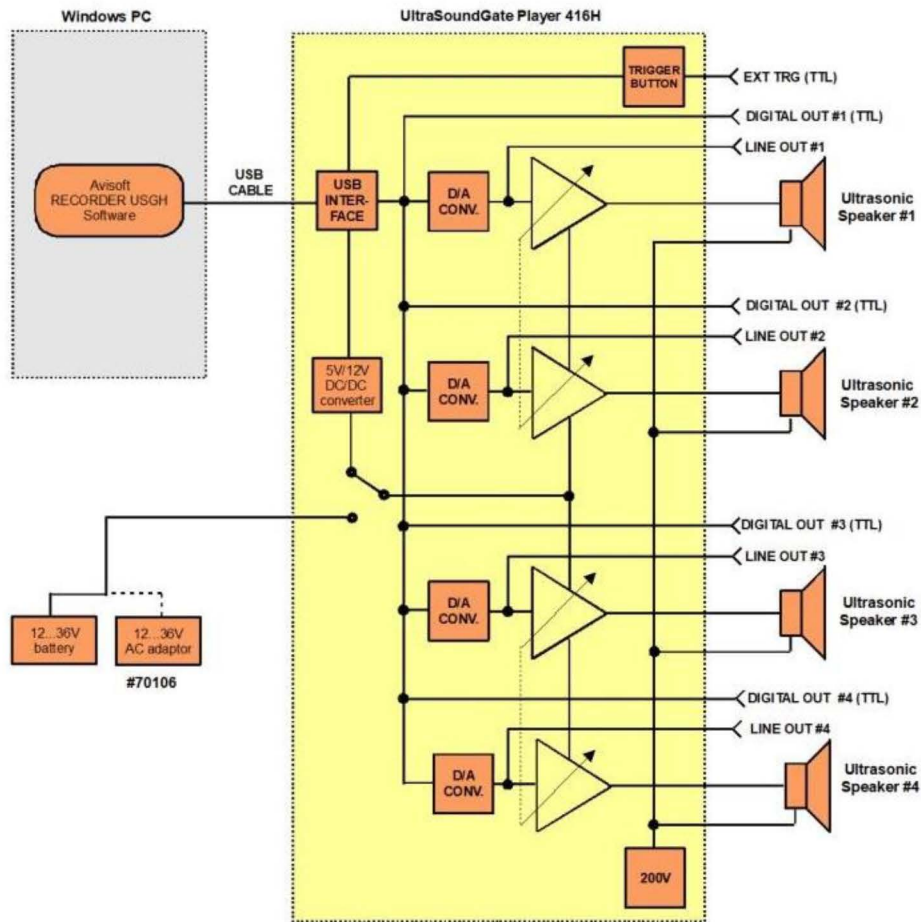 Windows PC
UltraSoundGate Player 416H
TRIGGER
BUTTON
EXT TRG (TTL)
DIGITAL OUT #1 (TTL)
LINE OUT #1
Avisoft
RECORDER USGH
Software
USB
CABLE
USB
INTER-
FACE
D/A
CONV.
Ultrasonic
Speaker #1
DIGITAL OUT #2 (TTL)
LINE OUT #2
5V/12V
DC/DC
converter
D/A
CONV.
Ultrasonic
Speaker #2
DIGITAL OUT #3 (TTL)
LINE OUT #3
D/A
CONV.
Ultrasonic
Speaker #3
12...36V
battery
12...36V
AC adaptor
#70106
DIGITAL OUT #4 (TTL)
LINE OUT #4
D/A
CONV.
Ultrasonic
Speaker #4
200V